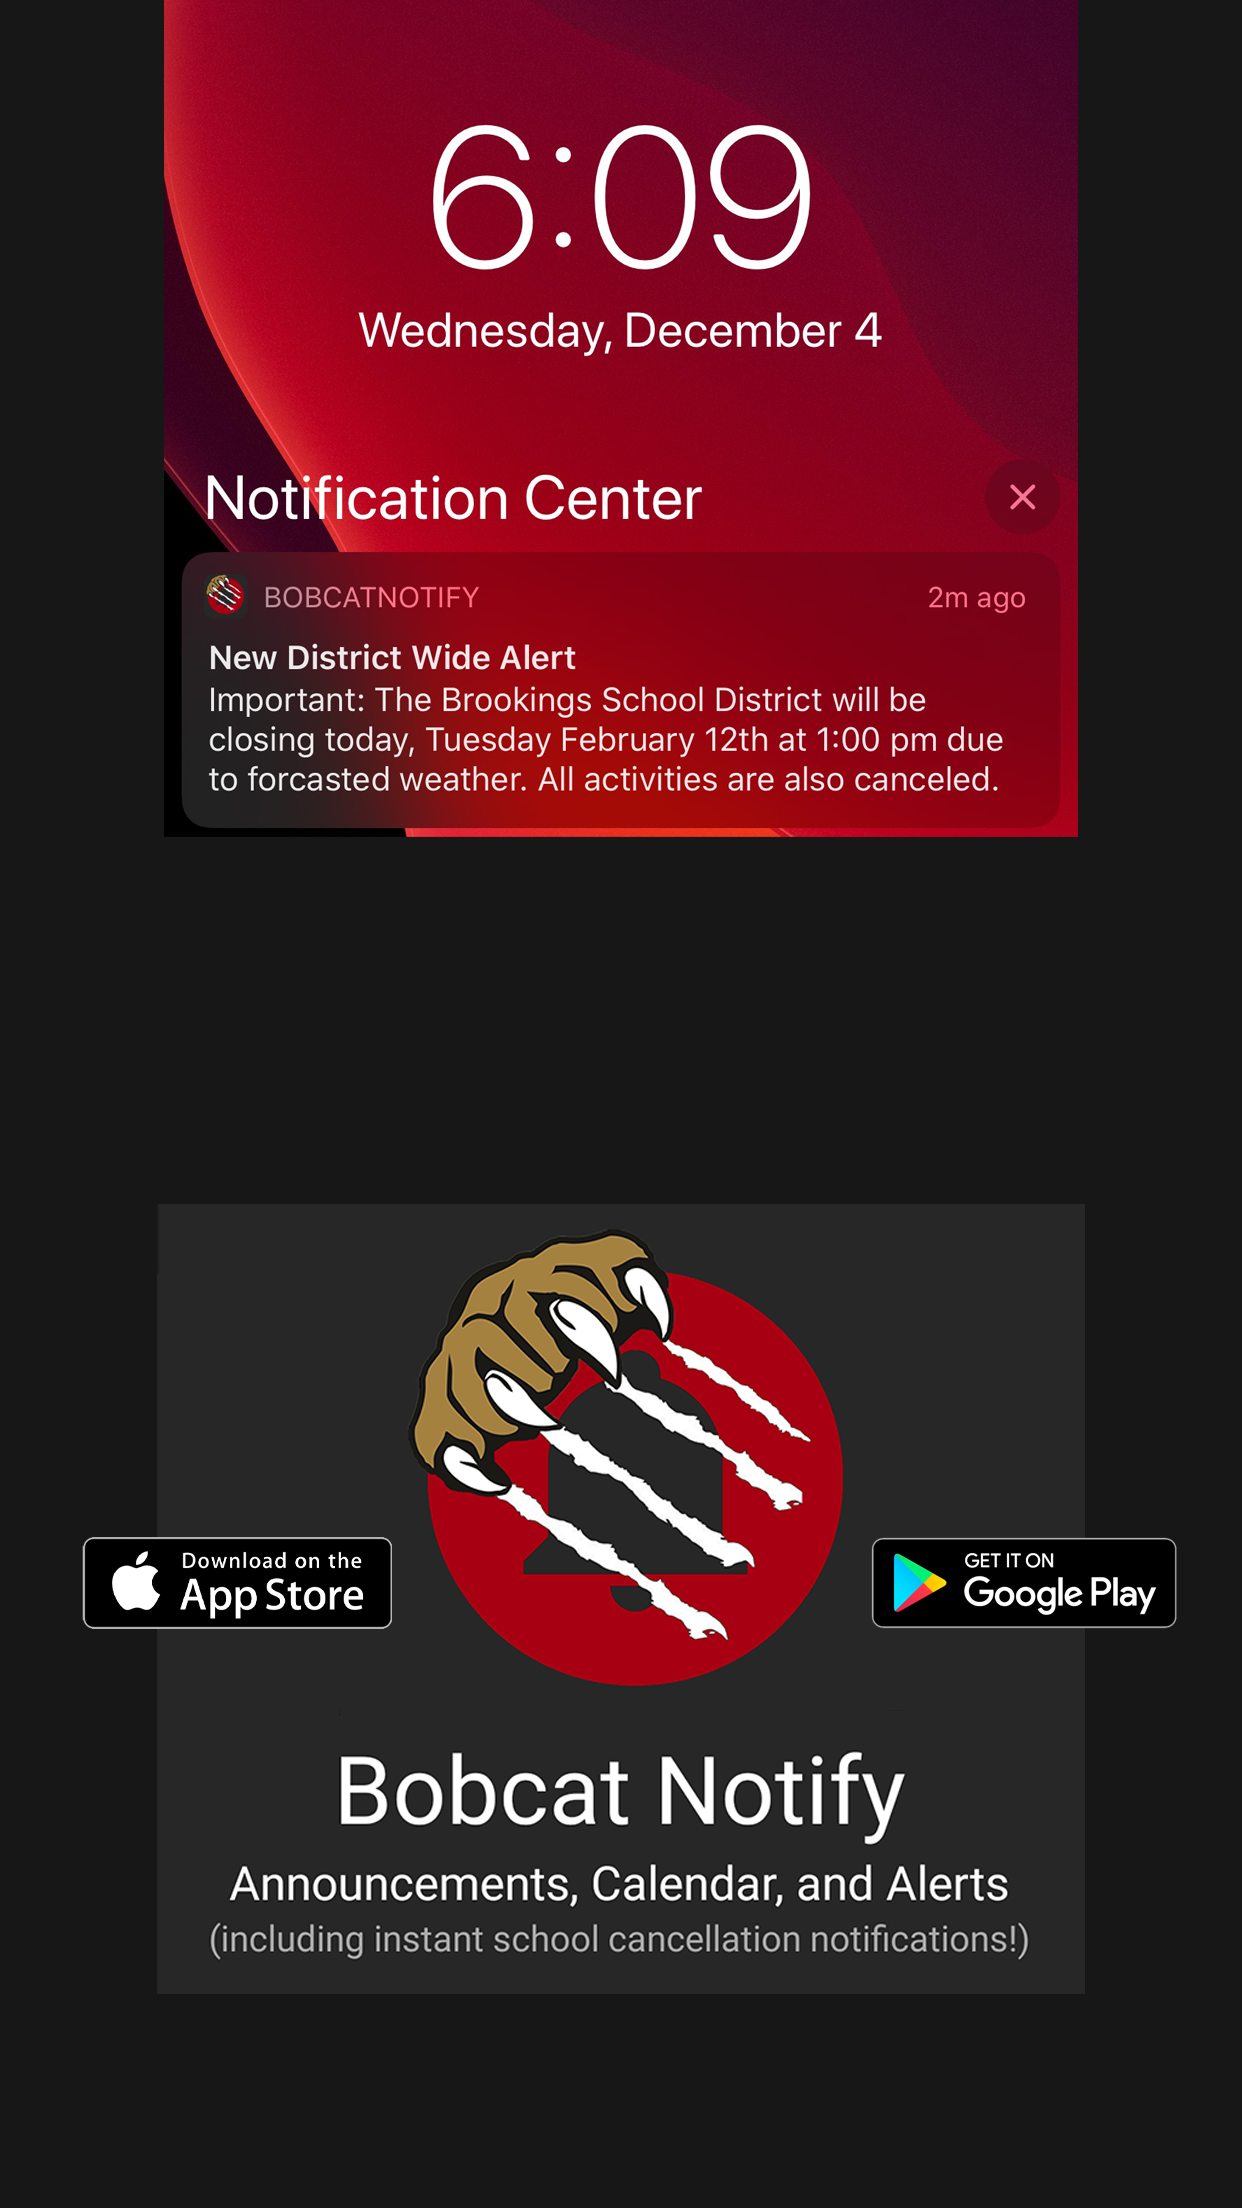 6:09
Wednesday, December 4
Notification Center
BOBCATNOTIFY
2m ago
New District Wide Alert
Important: The Brookings School District will be
closing today, Tuesday February 12th at 1:00 pm due
to forcasted weather. All activities are also canceled.
Download on the
App Store
GET IT ON
Google Play
Bobcat Notify
Announcements, Calendar, and Alerts
(including instant school cancellation notifications!)